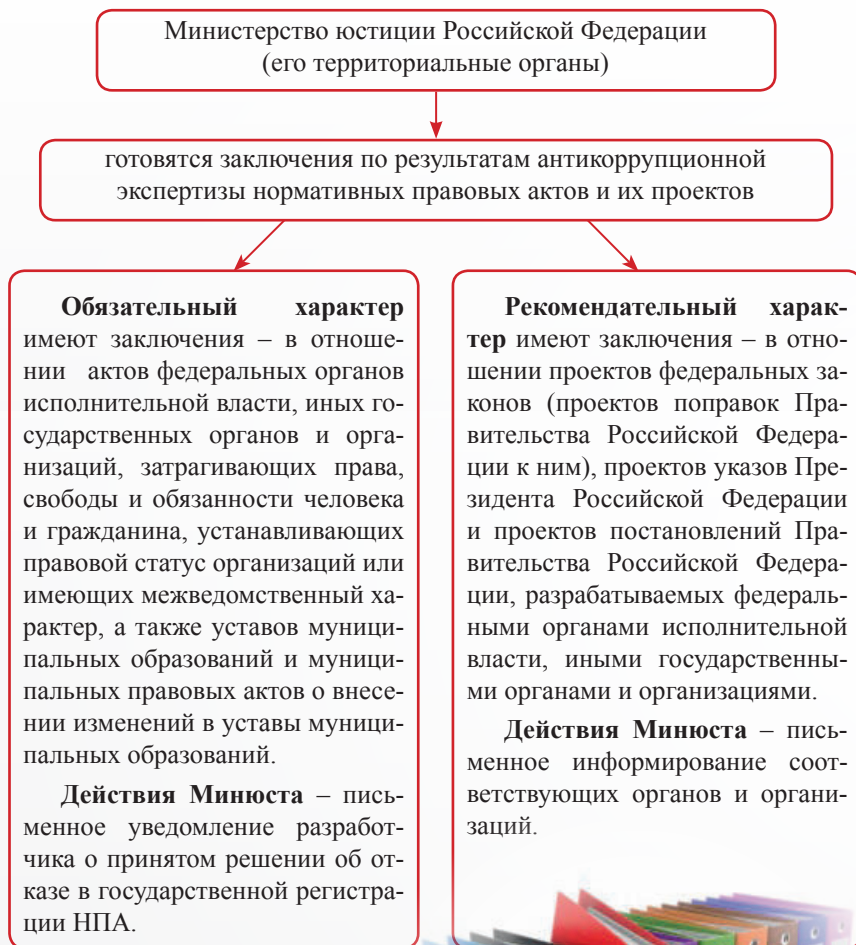 Министерство юстиции Российской Федерации
(его территориальные органы)
готовятся заключения по результатам антикоррупционной
экспертизы нормативных правовых актов и их проектов
Обязательный характер
имеют заключения – в отноше-
нии актов федеральных органов
исполнительной власти, иных го-
сударственных органов и орга-
низаций, затрагивающих права,
свободы и обязанности человека
и гражданина, устанавливающих
правовой статус организаций или
имеющих межведомственный ха-
рактер, а также уставов муници-
пальных образований и муници-
пальных правовых актов о внесе-
нии изменений в уставы муници-
пальных образований.
Действия Минюста – пись-
менное уведомление разработ-
чика о принятом решении об от-
казе в государственной регистра-
ции НПА.
Рекомендательный харак-
тер имеют заключения – в отно-
шении проектов федеральных за-
конов (проектов поправок Пра-
вительства Российской Федера-
ции к ним), проектов указов Пре-
зидента Российской Федерации
и проектов постановлений Пра-
вительства Российской Федера-
ции, разрабатываемых федераль-
ными органами исполнительной
власти, иными государственны-
ми органами и организациями.
Действия Минюста – пись-
менное информирование соот-
ветствующих органов и органи-
заций.